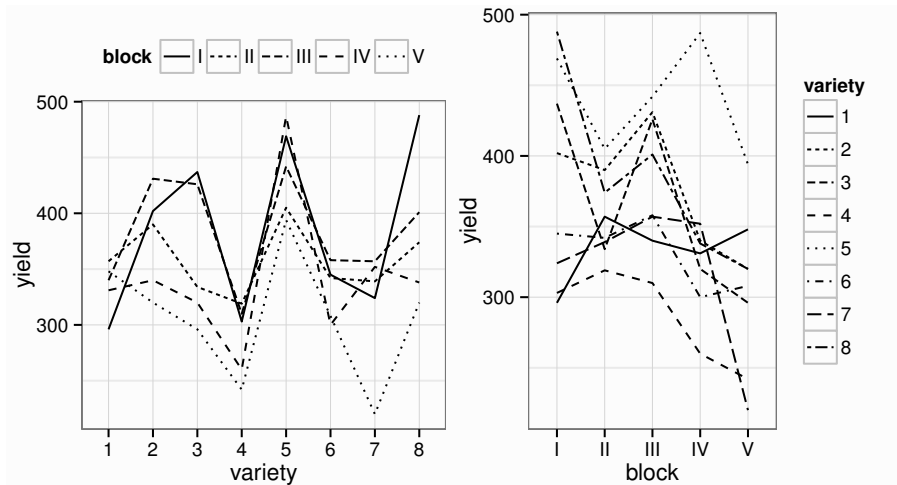 block I II III IV V
500
400
300
yield
1 2 3 4 5 6 7 8
variety
500
400
300
yield
I II III IV V
block
variety
1
2
3
4
5
6
7
8